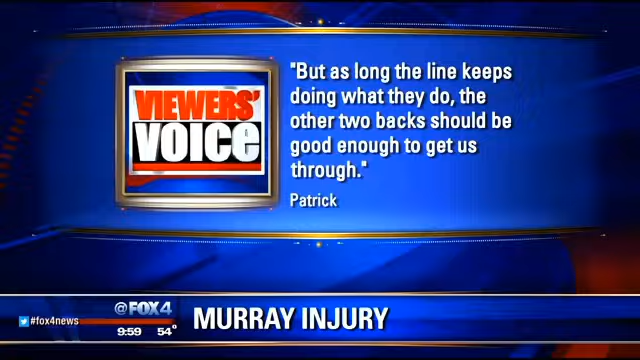 "But as long the line keeps
doing what they do, the
other two backs should be
good enough to get us
through."
Patrick
VIEWERS'
VOICE
@FOX4
#fox4news
9:59 54°
MURRAY INJURY